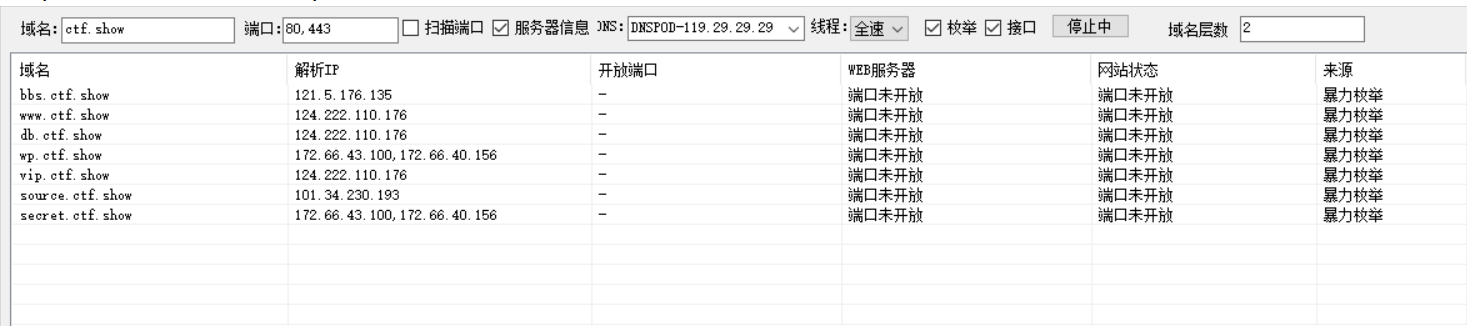 域名: ctf.show 端口: 80,443 扫描端口 服务器信息 DNS: DNSPOD-119.29.29.29 线程: 全速 枚举 接口 停止中 域名层数 2
域名 解析IP 开放端口 WEB服务器 网站状态 来源
bbs.ctf.show 121.5.176.135 - 端口未开放 端口未开放 暴力枚举
www.ctf.show 124.222.110.176 - 端口未开放 端口未开放 暴力枚举
db.ctf.show 124.222.110.176 - 端口未开放 端口未开放 暴力枚举
wp.ctf.show 172.66.43.100,172.66.40.156 - 端口未开放 端口未开放 暴力枚举
vip.ctf.show 124.222.110.176 - 端口未开放 端口未开放 暴力枚举
source.ctf.show 101.34.230.193 - 端口未开放 端口未开放 暴力枚举
secret.ctf.show 172.66.43.100,172.66.40.156 - 端口未开放 端口未开放 暴力枚举